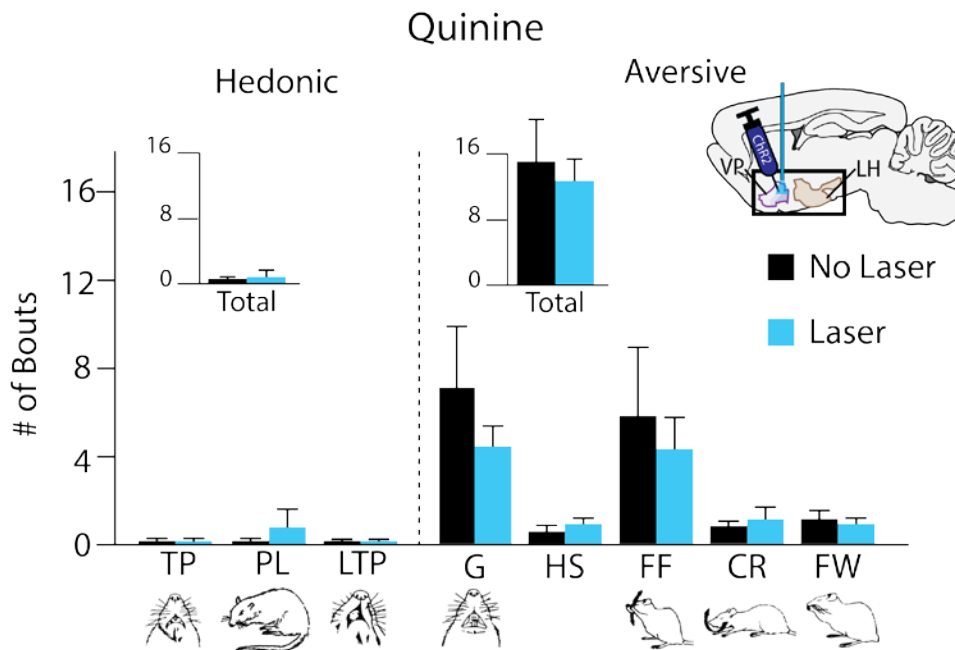 Quinine
Hedonic
Aversive
16
8
0
Total
16
8
0
Total
ChR2
VP
LH
No Laser
Laser
# of Bouts
16
12
8
4
0
TP PL LTP G HS FF CR FW